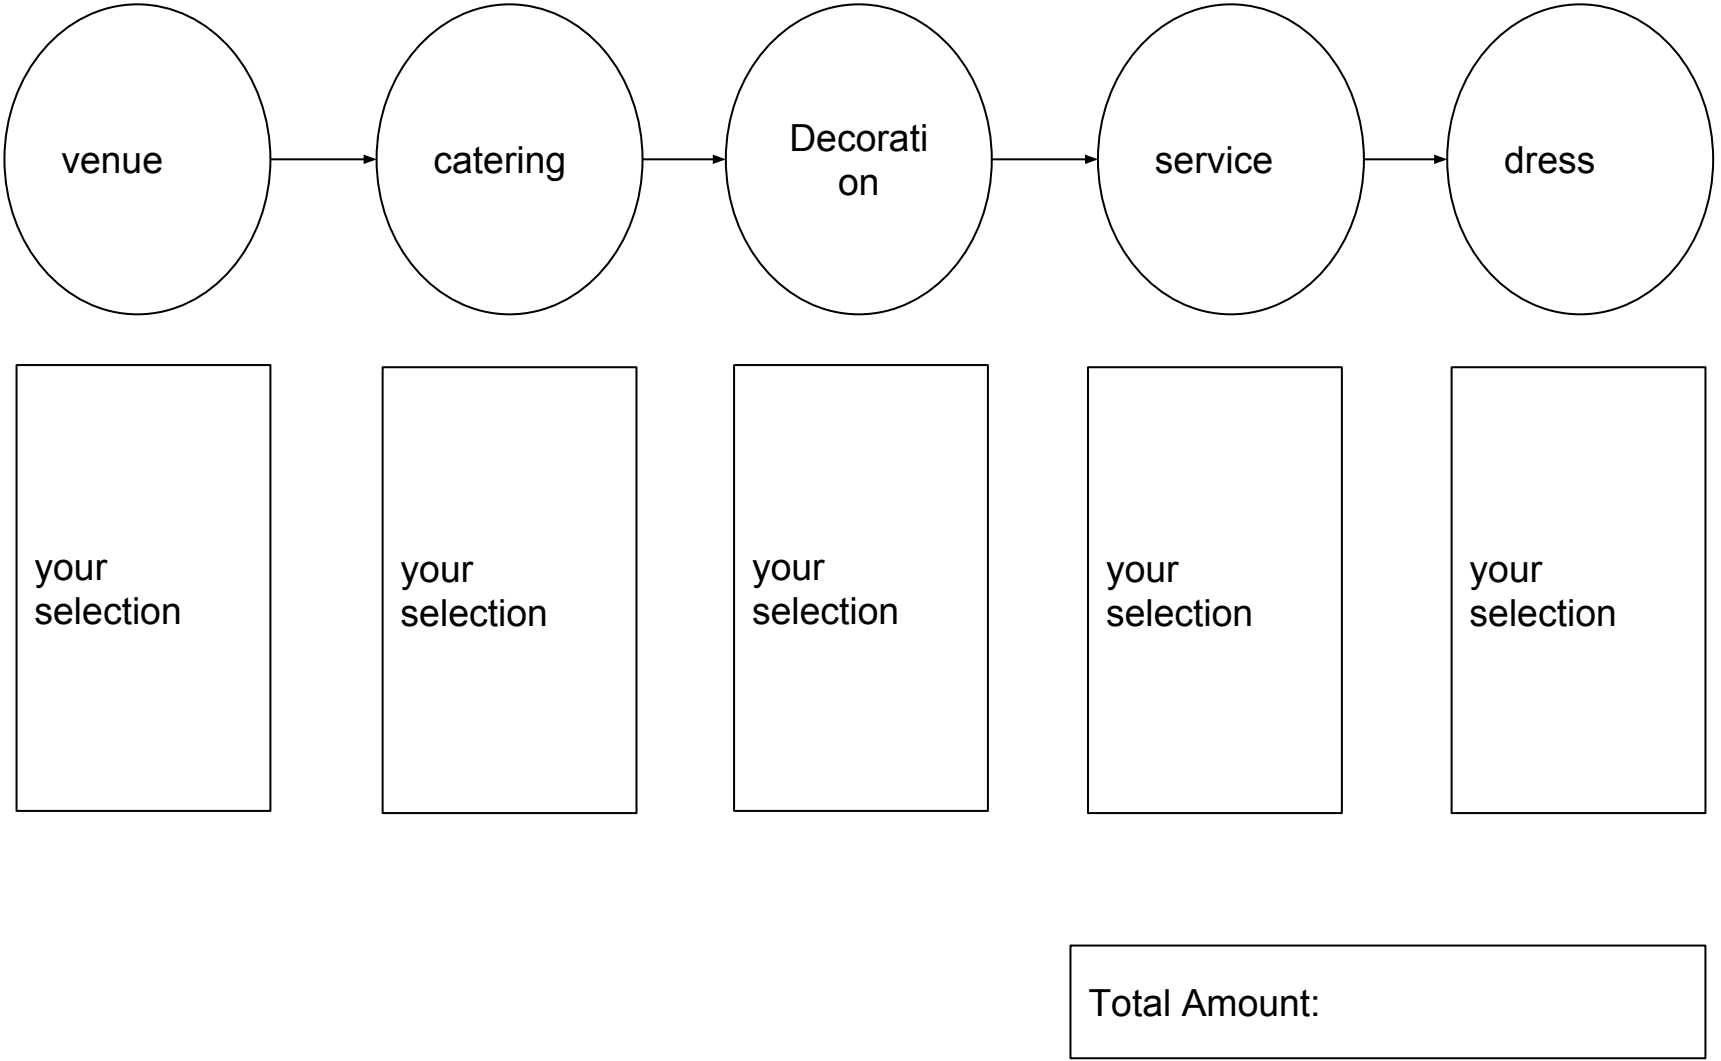 venue
catering
Decorati
on
service
dress
your
selection
your
selection
your
selection
your
selection
your
selection
Total Amount: